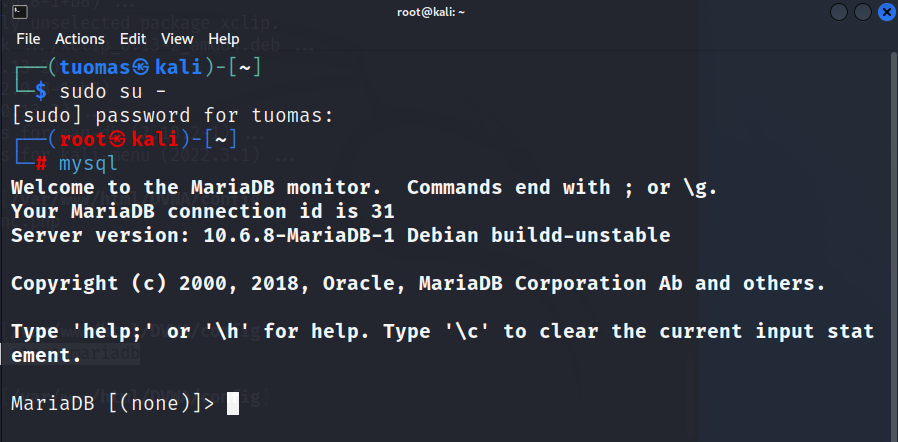 root@kali: ~
File Actions Edit View Help
┌──(tuomas㉿kali)-[~]
└─$ sudo su -
[sudo] password for tuomas:
┌──(root㉿kali)-[~]
└─# mysql
Welcome to the MariaDB monitor.  Commands end with ; or \g.
Your MariaDB connection id is 31
Server version: 10.6.8-MariaDB-1 Debian buildd-unstable
Copyright (c) 2000, 2018, Oracle, MariaDB Corporation Ab and others.
Type 'help;' or '\h' for help. Type '\c' to clear the current input stat
ement.
MariaDB [(none)]>